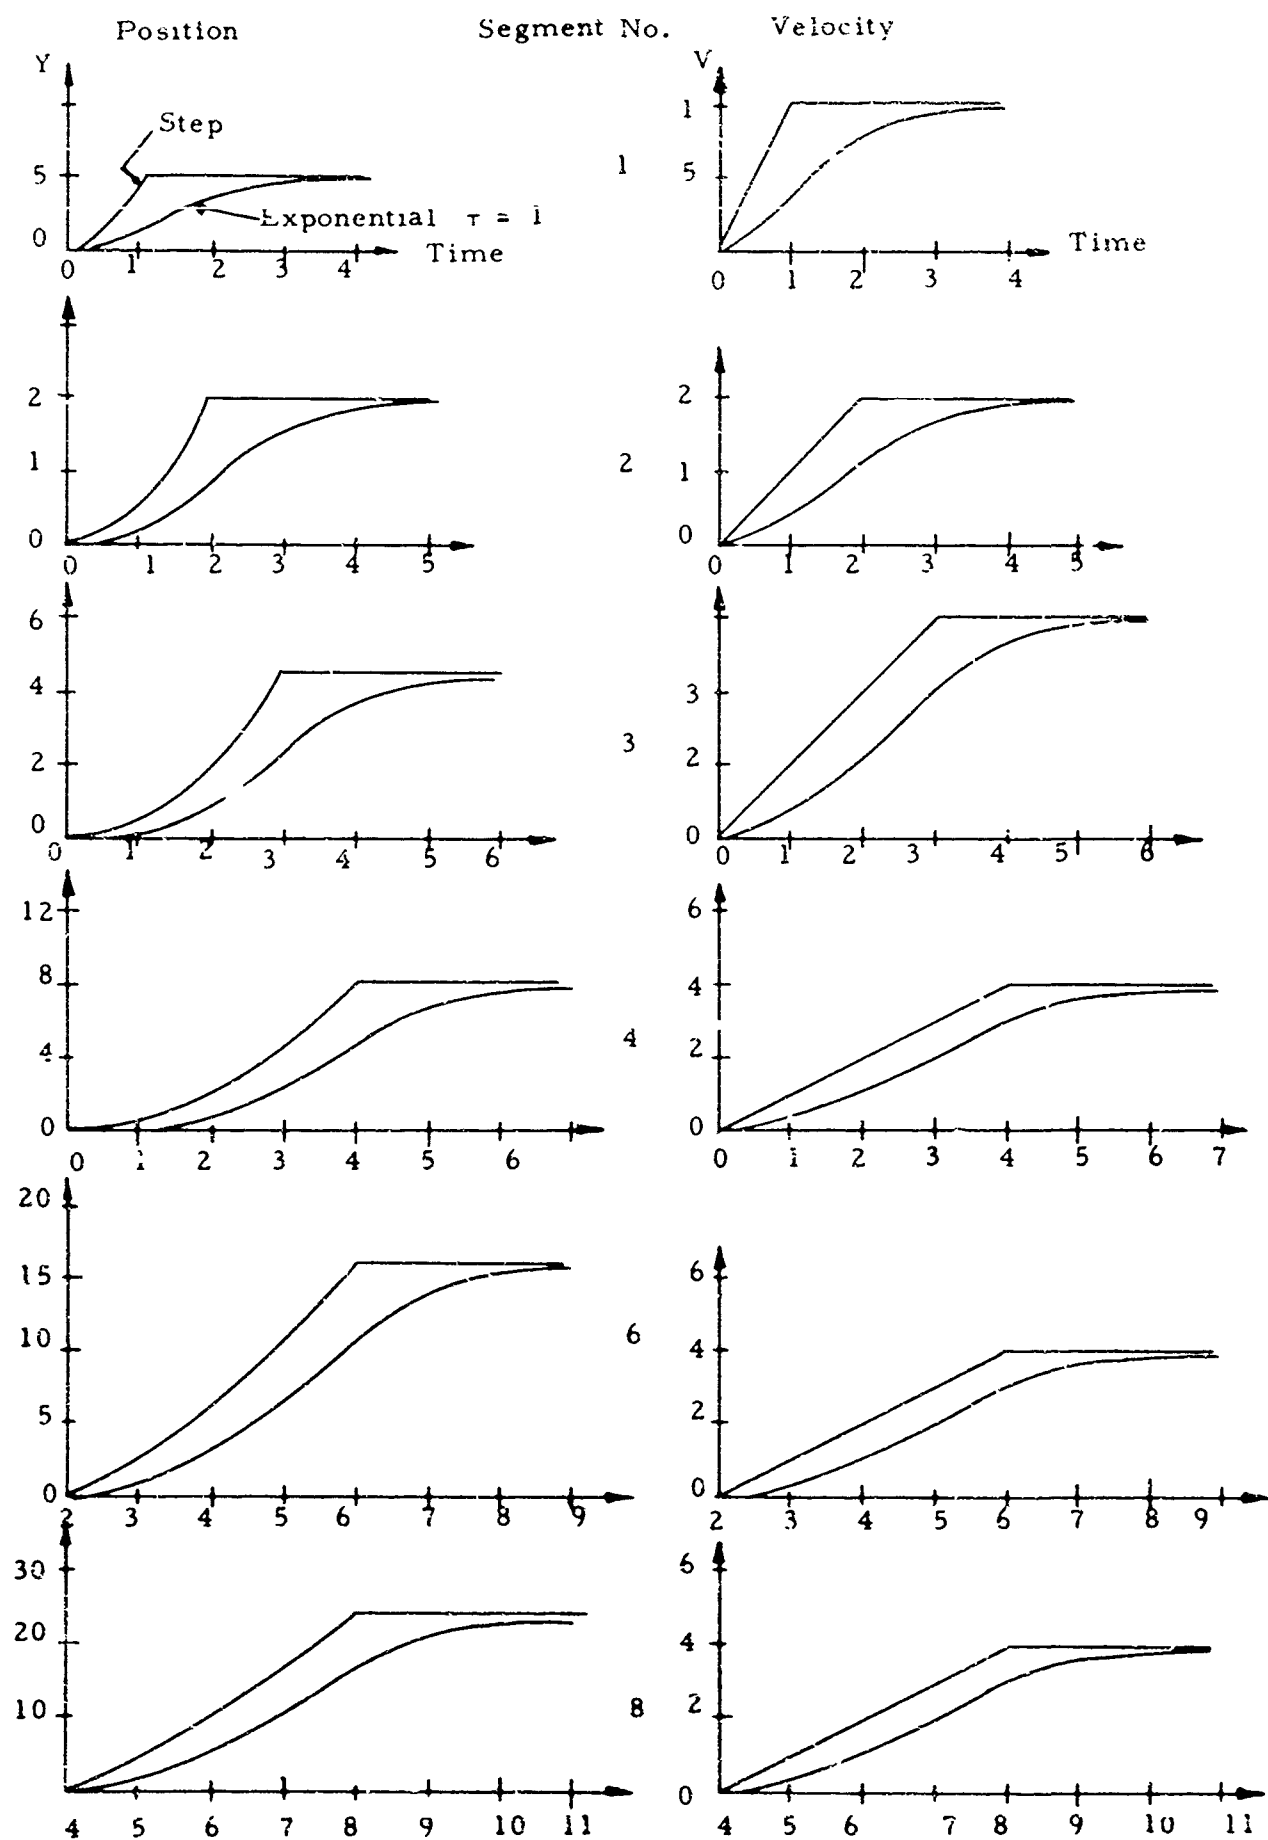 Position Segment No. Velocity
Y V
Step
5 1 1
5
Exponential τ = 1
0 Time Time
0 1 2 3 4 0 1 2 3 4
2 2
1 2 1
0 0
0 1 2 3 4 5 0 1 2 3 4 5
6
4 3
3
2 2
0 0
0 1 2 3 4 5 6 0 1 2 3 4 5 6
12 6
8 4
4 4 2
0 0
0 1 2 3 4 5 6 0 1 2 3 4 5 6 7
20
15 6
10 6 4
5 2
0 0
2 3 4 5 6 7 8 9 2 3 4 5 6 7 8 9
30 6
20 4
10 8 2
0
4 5 6 7 8 9 10 11 4 5 6 7 8 9 10 11